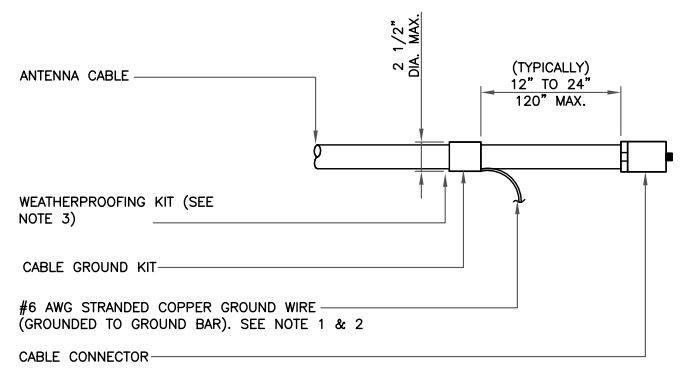 2 1/2"
DIA. MAX.
(TYPICALLY)
12" TO 24"
120" MAX.
ANTENNA CABLE
WEATHERPROOFING KIT (SEE
NOTE 3)
CABLE GROUND KIT
#6 AWG STRANDED COPPER GROUND WIRE
(GROUNDED TO GROUND BAR). SEE NOTE 1 & 2
CABLE CONNECTOR